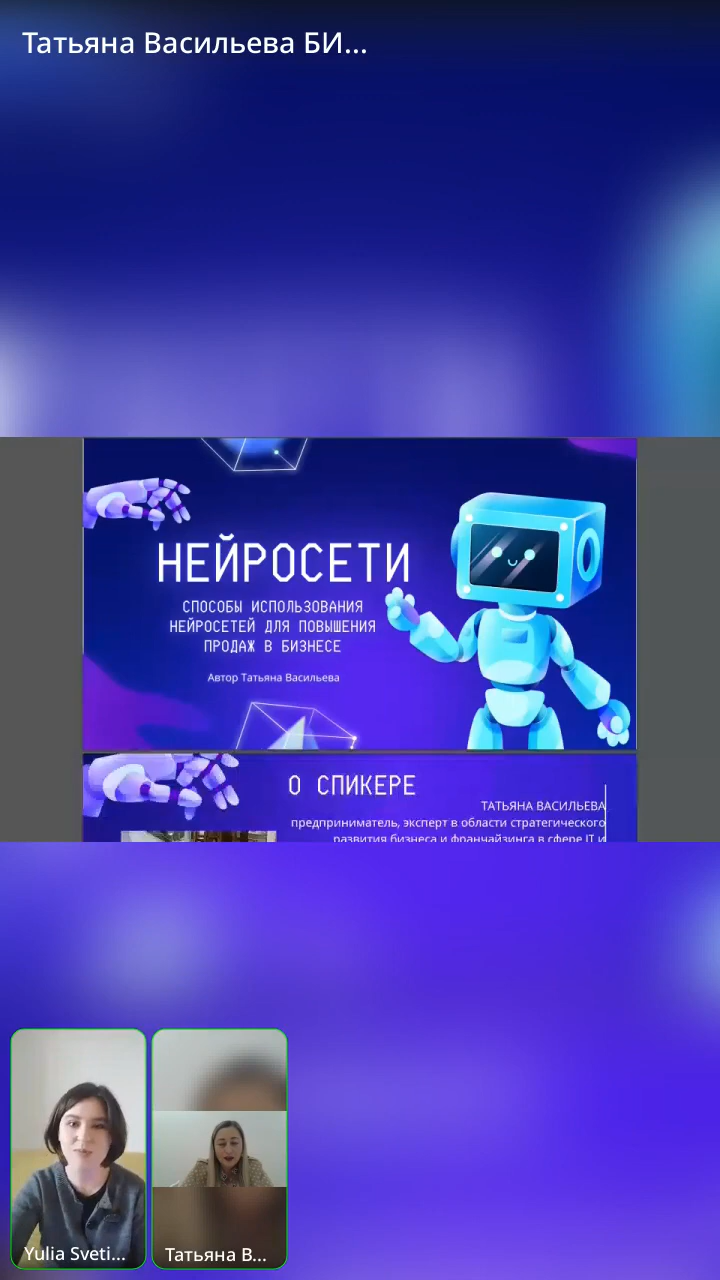 Татьяна Васильева БИ...
НЕЙРОСЕТИ
СПОСОБЫ ИСПОЛЬЗОВАНИЯ
НЕЙРОСЕТЕЙ ДЛЯ ПОВЫШЕНИЯ
ПРОДАЖ В БИЗНЕСЕ
Автор Татьяна Васильева
О СПИКЕРЕ
ТАТЬЯНА ВАСИЛЬЕВА
предприниматель, эксперт в области стратегического
развития бизнеса и франчайзинга в сфере IT и
Yulia Sveti...
Татьяна В...